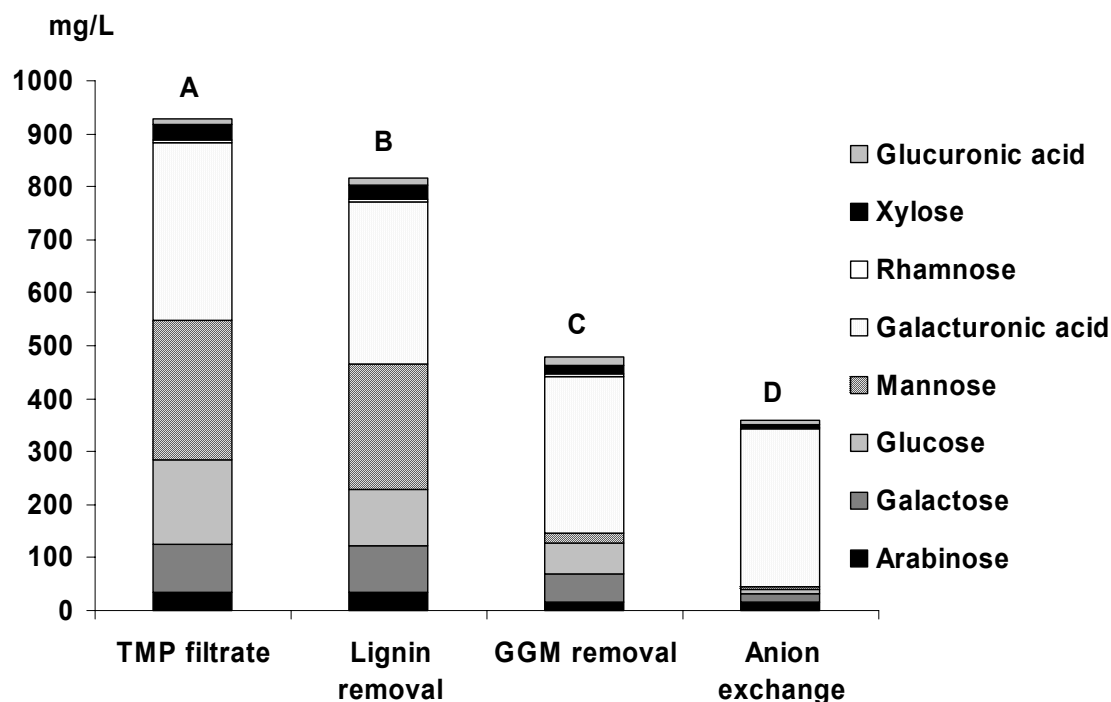 mg/L
1000
900
800
700
600
500
400
300
200
100
0
A
B
C
D
TMP filtrate
Lignin
removal
GGM removal
Anion
exchange
Glucuronic acid
Xylose
Rhamnose
Galacturonic acid
Mannose
Glucose
Galactose
Arabinose